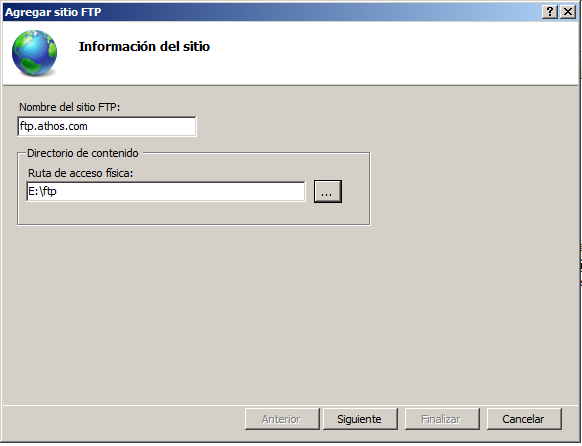 Agregar sitio FTP
Información del sitio
Nombre del sitio FTP:
ftp.athos.com
Directorio de contenido
Ruta de acceso física:
E:\ftp
...
Anterior Siguiente Finalizar Cancelar